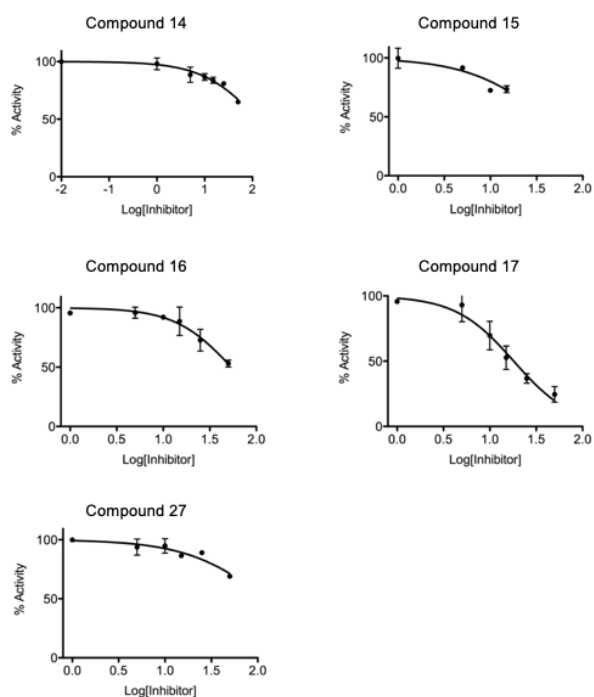 Compound 14
100
50
0
% Activity
-2 -1 0 1 2
Log[Inhibitor]
Compound 15
100
50
0
% Activity
0.0 0.5 1.0 1.5 2.0
Log[Inhibitor]
Compound 16
100
50
0
% Activity
0.0 0.5 1.0 1.5 2.0
Log[Inhibitor]
Compound 17
100
50
0
% Activity
0.0 0.5 1.0 1.5 2.0
Log[Inhibitor]
Compound 27
100
50
0
% Activity
0.0 0.5 1.0 1.5 2.0
Log[Inhibitor]